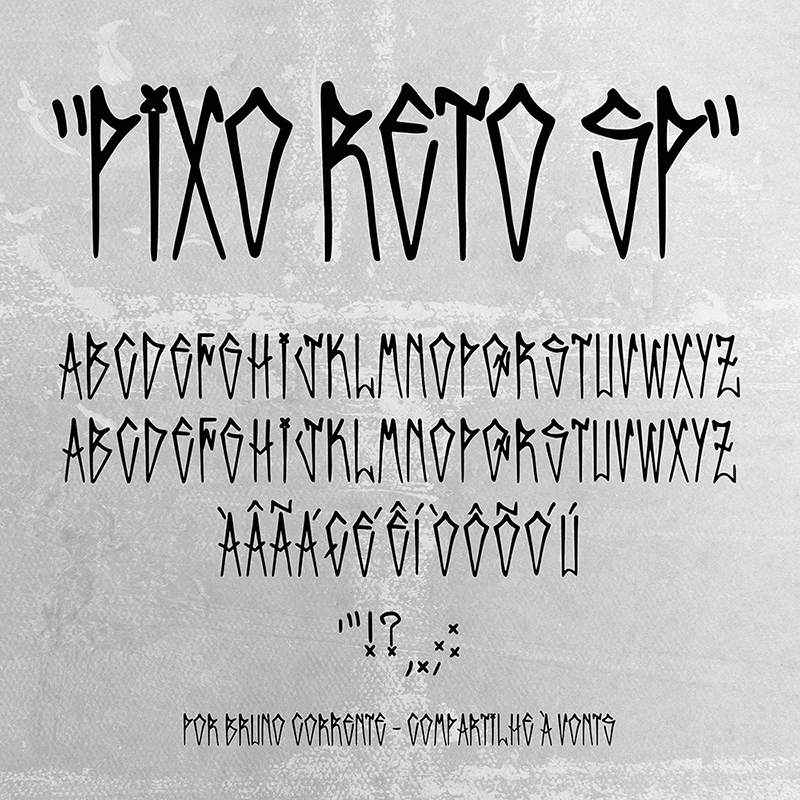 "PIXO RETO SP"
ABCDEFGHIJKLMNOPQRSTUVWXYZ
ABCDEFGHIJKLMNOPQRSTUVWXYZ
ÀÂÃÁÇÉÊÍÒÔÕÓÚ
'"!?,.;:
POR BRUNO CORRENTE - COMPARTILHE À VONTS